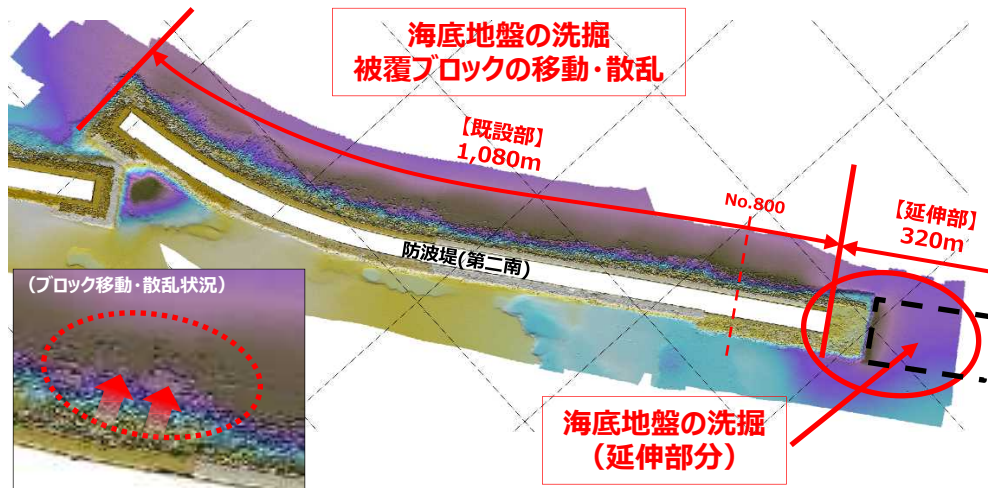 海底地盤の洗掘
被覆ブロックの移動・散乱
【既設部】
1,080m
No.800
【延伸部】
320m
防波堤(第二南)
（ブロック移動・散乱状況）
海底地盤の洗掘
（延伸部分）